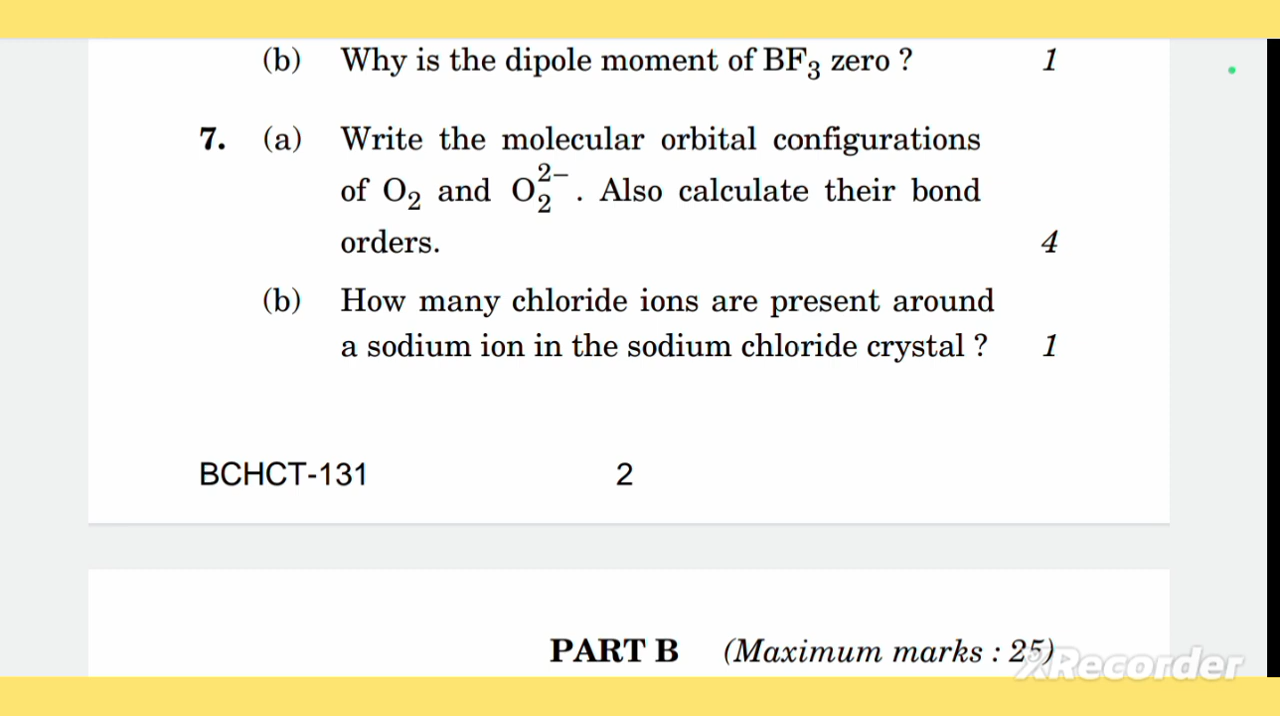 (b) Why is the dipole moment of BF₃ zero ? 1
7. (a) Write the molecular orbital configurations
of O₂ and O₂²⁻. Also calculate their bond
orders. 4
(b) How many chloride ions are present around
a sodium ion in the sodium chloride crystal ? 1
BCHCT-131 2
PART B (Maximum marks : 25)
XRecorder